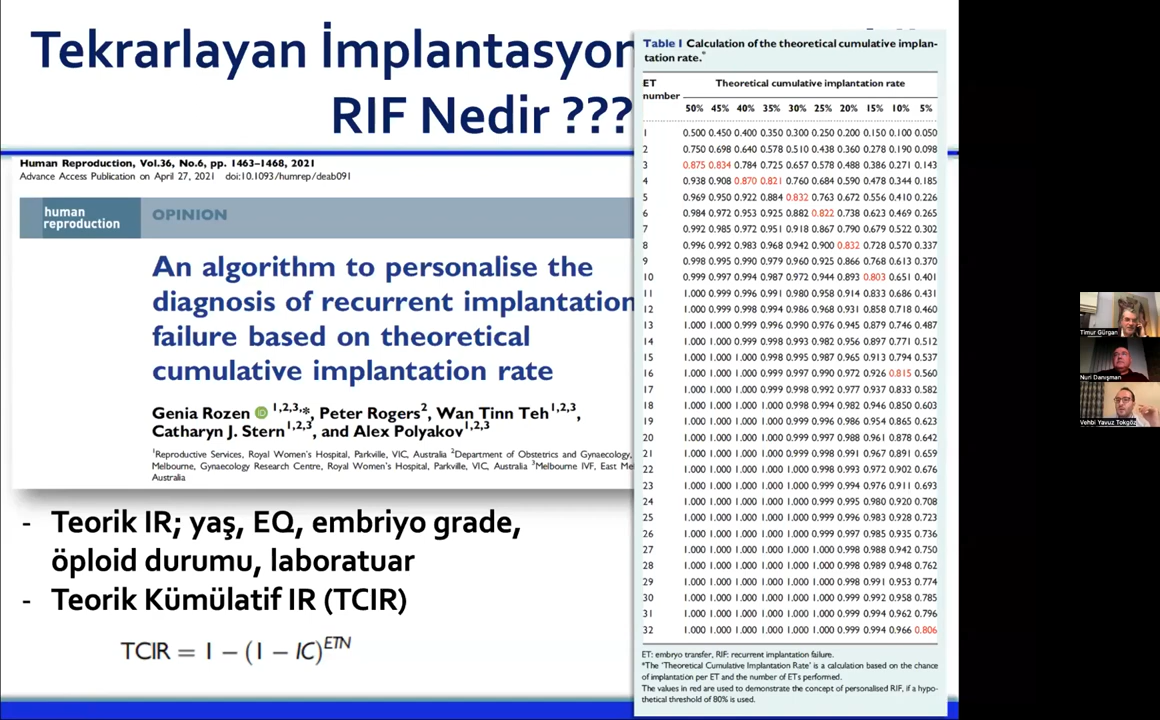 Tekrarlayan İmplantasyon
RIF Nedir ???
Human Reproduction, Vol.36, No.6, pp. 1463–1468, 2021
Advance Access Publication on April 27, 2021 doi:10.1093/humrep/deab091
human
reproduction
OPINION
An algorithm to personalise the
diagnosis of recurrent implantation
failure based on theoretical
cumulative implantation rate
Genia Rozen 1,2,3,*, Peter Rogers2, Wan Tinn Teh1,2,3,
Catharyn J. Stern1,2,3, and Alex Polyakov1,2,3
1Reproductive Services, Royal Women's Hospital, Parkville, VIC, Australia 2Department of Obstetrics and Gynaecology,
Melbourne, Gynaecology Research Centre, Royal Women's Hospital, Parkville, VIC, Australia 3Melbourne IVF, East Me
Australia
- Teorik IR; yaş, EQ, embriyo grade,
öploid durumu, laboratuar
- Teorik Kümülatif IR (TCIR)
TCIR = 1 − (1 − IC)^ETN
Table I Calculation of the theoretical cumulative implan-
tation rate.*
ET Theoretical cumulative implantation rate
number
50% 45% 40% 35% 30% 25% 20% 15% 10% 5%
1 0.500 0.450 0.400 0.350 0.300 0.250 0.200 0.150 0.100 0.050
2 0.750 0.698 0.640 0.578 0.510 0.438 0.360 0.278 0.190 0.098
3 0.875 0.834 0.784 0.725 0.657 0.578 0.488 0.386 0.271 0.143
4 0.938 0.908 0.870 0.821 0.760 0.684 0.590 0.478 0.344 0.185
5 0.969 0.950 0.922 0.884 0.832 0.763 0.672 0.556 0.410 0.226
6 0.984 0.972 0.953 0.925 0.882 0.822 0.738 0.623 0.469 0.265
7 0.992 0.985 0.972 0.951 0.918 0.867 0.790 0.679 0.522 0.302
8 0.996 0.992 0.983 0.968 0.942 0.900 0.832 0.728 0.570 0.337
9 0.998 0.995 0.990 0.979 0.960 0.925 0.866 0.768 0.613 0.370
10 0.999 0.997 0.994 0.987 0.972 0.944 0.893 0.803 0.651 0.401
11 1.000 0.999 0.996 0.991 0.980 0.958 0.914 0.833 0.686 0.431
12 1.000 0.999 0.998 0.994 0.986 0.968 0.931 0.858 0.718 0.460
13 1.000 1.000 0.999 0.996 0.990 0.976 0.945 0.879 0.746 0.487
14 1.000 1.000 0.999 0.998 0.993 0.982 0.956 0.897 0.771 0.512
15 1.000 1.000 1.000 0.998 0.995 0.987 0.965 0.913 0.794 0.537
16 1.000 1.000 1.000 0.999 0.997 0.990 0.972 0.926 0.815 0.560
17 1.000 1.000 1.000 0.999 0.998 0.992 0.977 0.937 0.833 0.582
18 1.000 1.000 1.000 1.000 0.998 0.994 0.982 0.946 0.850 0.603
19 1.000 1.000 1.000 1.000 0.999 0.996 0.986 0.954 0.865 0.623
20 1.000 1.000 1.000 1.000 0.999 0.997 0.988 0.961 0.878 0.642
21 1.000 1.000 1.000 1.000 0.999 0.998 0.991 0.967 0.891 0.659
22 1.000 1.000 1.000 1.000 1.000 0.998 0.993 0.972 0.902 0.676
23 1.000 1.000 1.000 1.000 1.000 0.999 0.994 0.976 0.911 0.693
24 1.000 1.000 1.000 1.000 1.000 0.999 0.995 0.980 0.920 0.708
25 1.000 1.000 1.000 1.000 1.000 0.999 0.996 0.983 0.928 0.723
26 1.000 1.000 1.000 1.000 1.000 1.000 0.997 0.985 0.935 0.736
27 1.000 1.000 1.000 1.000 1.000 1.000 0.998 0.988 0.942 0.750
28 1.000 1.000 1.000 1.000 1.000 1.000 0.998 0.989 0.948 0.762
29 1.000 1.000 1.000 1.000 1.000 1.000 0.998 0.991 0.953 0.774
30 1.000 1.000 1.000 1.000 1.000 1.000 0.999 0.992 0.958 0.785
31 1.000 1.000 1.000 1.000 1.000 1.000 0.999 0.994 0.962 0.796
32 1.000 1.000 1.000 1.000 1.000 1.000 0.999 0.994 0.966 0.806
ET: embryo transfer, RIF: recurrent implantation failure.
*The 'Theoretical Cumulative Implantation Rate' is a calculation based on the chance
of implantation per ET and the number of ETs performed.
The values in red are used to demonstrate the concept of personalised RIF, if a hypo-
thetical threshold of 80% is used.
Timur Gürgan
Nuri Danışman
Vehbi Yavuz Tokgöz